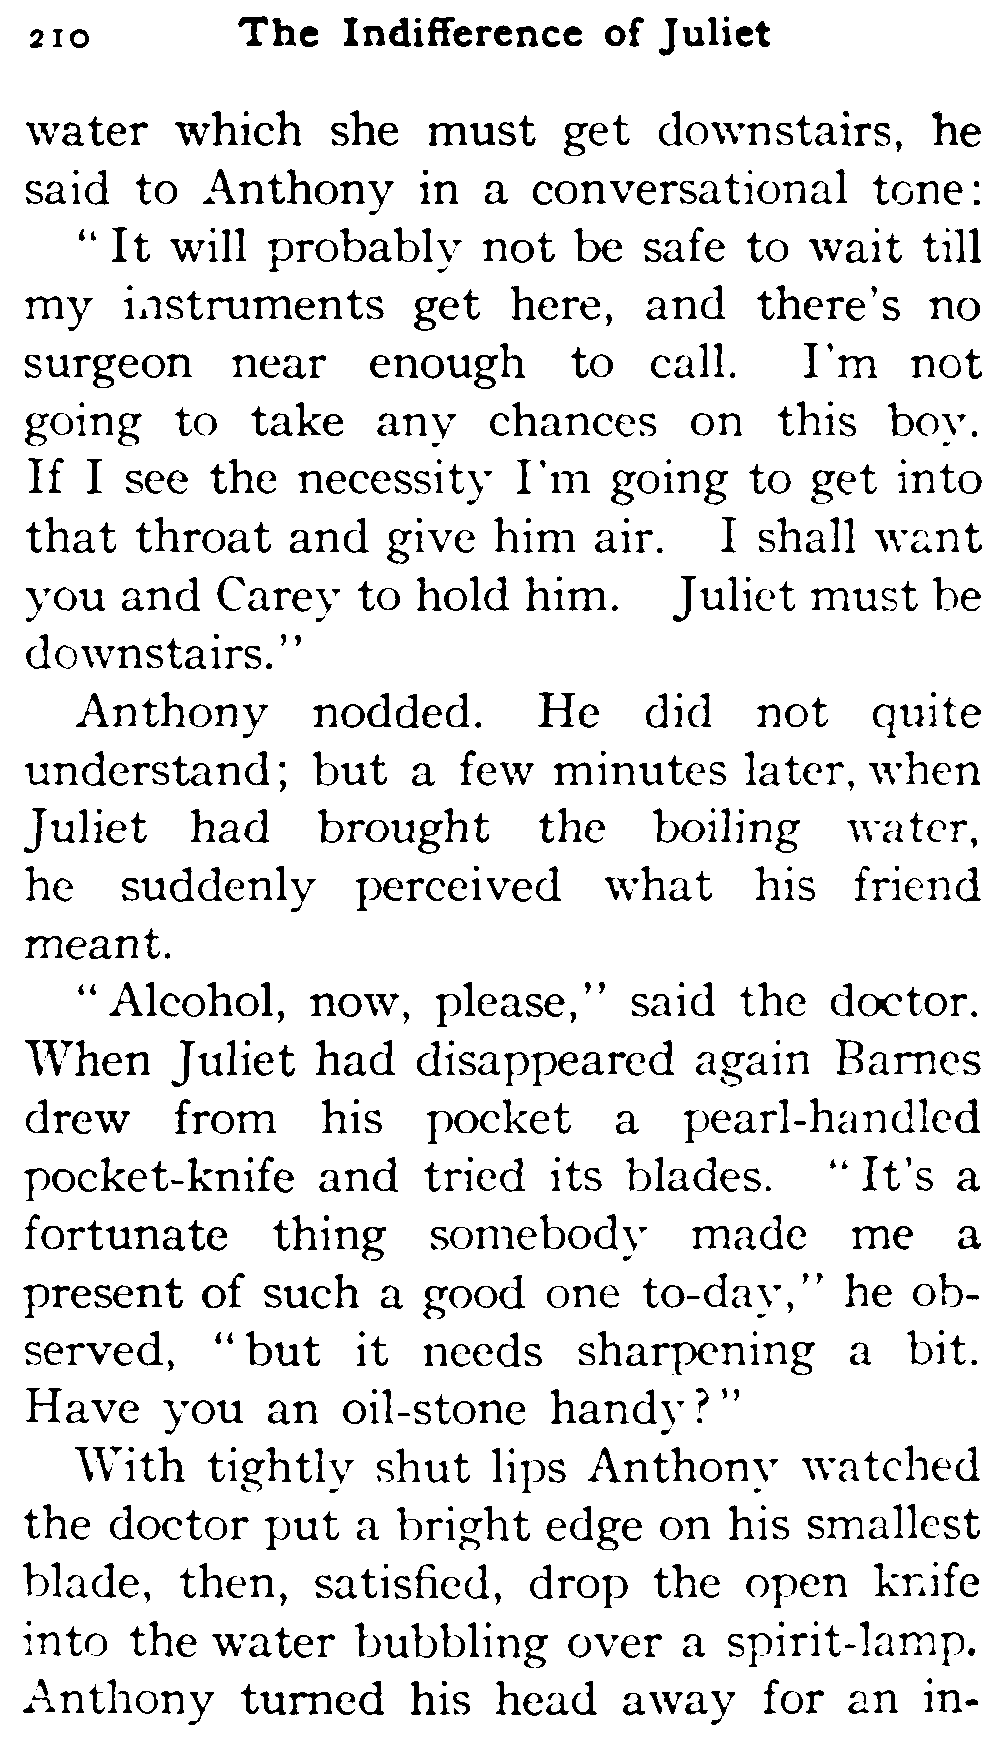 210 The Indifference of Juliet
water which she must get downstairs, he
said to Anthony in a conversational tone:
"It will probably not be safe to wait till
my instruments get here, and there's no
surgeon near enough to call. I'm not
going to take any chances on this boy.
If I see the necessity I'm going to get into
that throat and give him air. I shall want
you and Carey to hold him. Juliet must be
downstairs."
Anthony nodded. He did not quite
understand; but a few minutes later, when
Juliet had brought the boiling water,
he suddenly perceived what his friend
meant.
"Alcohol, now, please," said the doctor.
When Juliet had disappeared again Barnes
drew from his pocket a pearl-handled
pocket-knife and tried its blades. "It's a
fortunate thing somebody made me a
present of such a good one to-day," he ob-
served, "but it needs sharpening a bit.
Have you an oil-stone handy?"
With tightly shut lips Anthony watched
the doctor put a bright edge on his smallest
blade, then, satisfied, drop the open knife
into the water bubbling over a spirit-lamp.
Anthony turned his head away for an in-